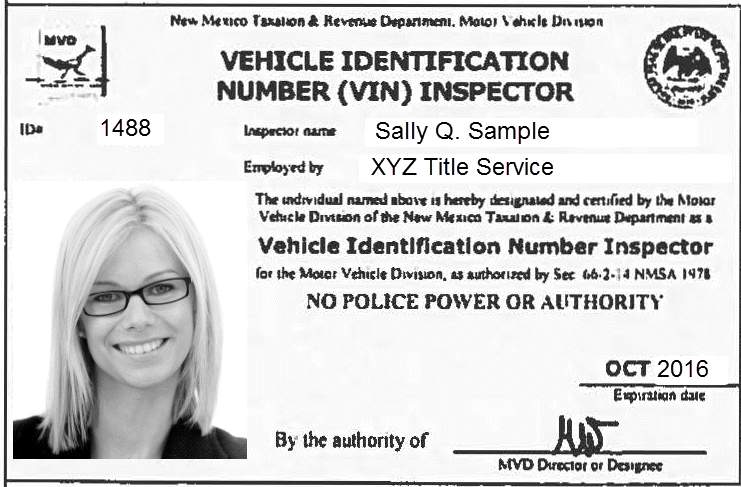 New Mexico Taxation & Revenue Department, Motor Vehicle Division
MVD
VEHICLE IDENTIFICATION
NUMBER (VIN) INSPECTOR
ID# 1488
Inspector name Sally Q. Sample
Employed by XYZ Title Service
The individual named above is hereby designated and certified by the Motor
Vehicle Division of the New Mexico Taxation & Revenue Department as a
Vehicle Identification Number Inspector
for the Motor Vehicle Division, as authorized by Sec 66-2-14 NMSA 1978
NO POLICE POWER OR AUTHORITY
OCT 2016
Expiration date
By the authority of
MVD Director or Designee